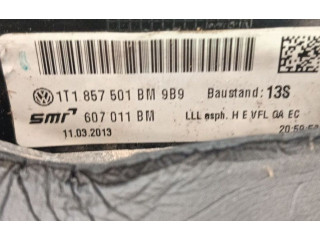 1T1 857 501 BM 9B9 Baustand: 13S
smr 607 011 BM LLL asph. H E VFL GA EC
11.03.2013